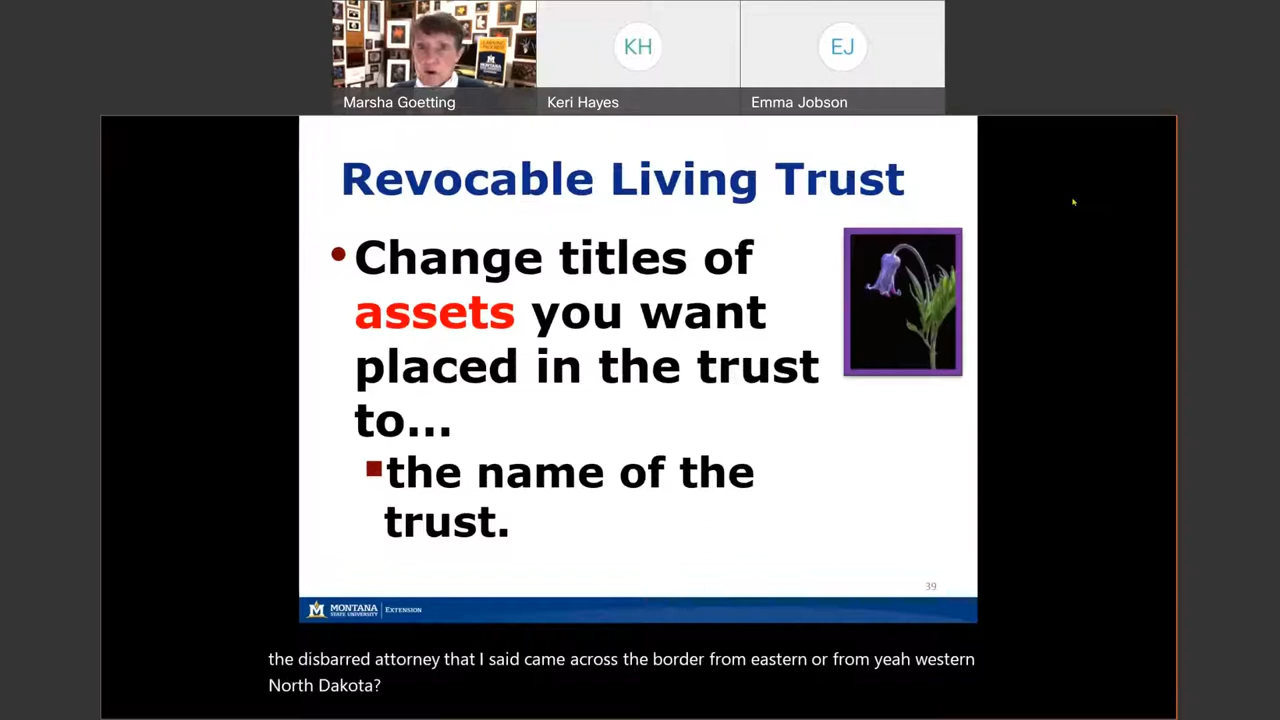 KH
EJ
Marsha Goetting
Keri Hayes
Emma Jobson
Revocable Living Trust
• Change titles of
assets you want
placed in the trust
to...
the name of the
trust.
39
MONTANA
STATE UNIVERSITY
EXTENSION
the disbarred attorney that I said came across the border from eastern or from yeah western
North Dakota?